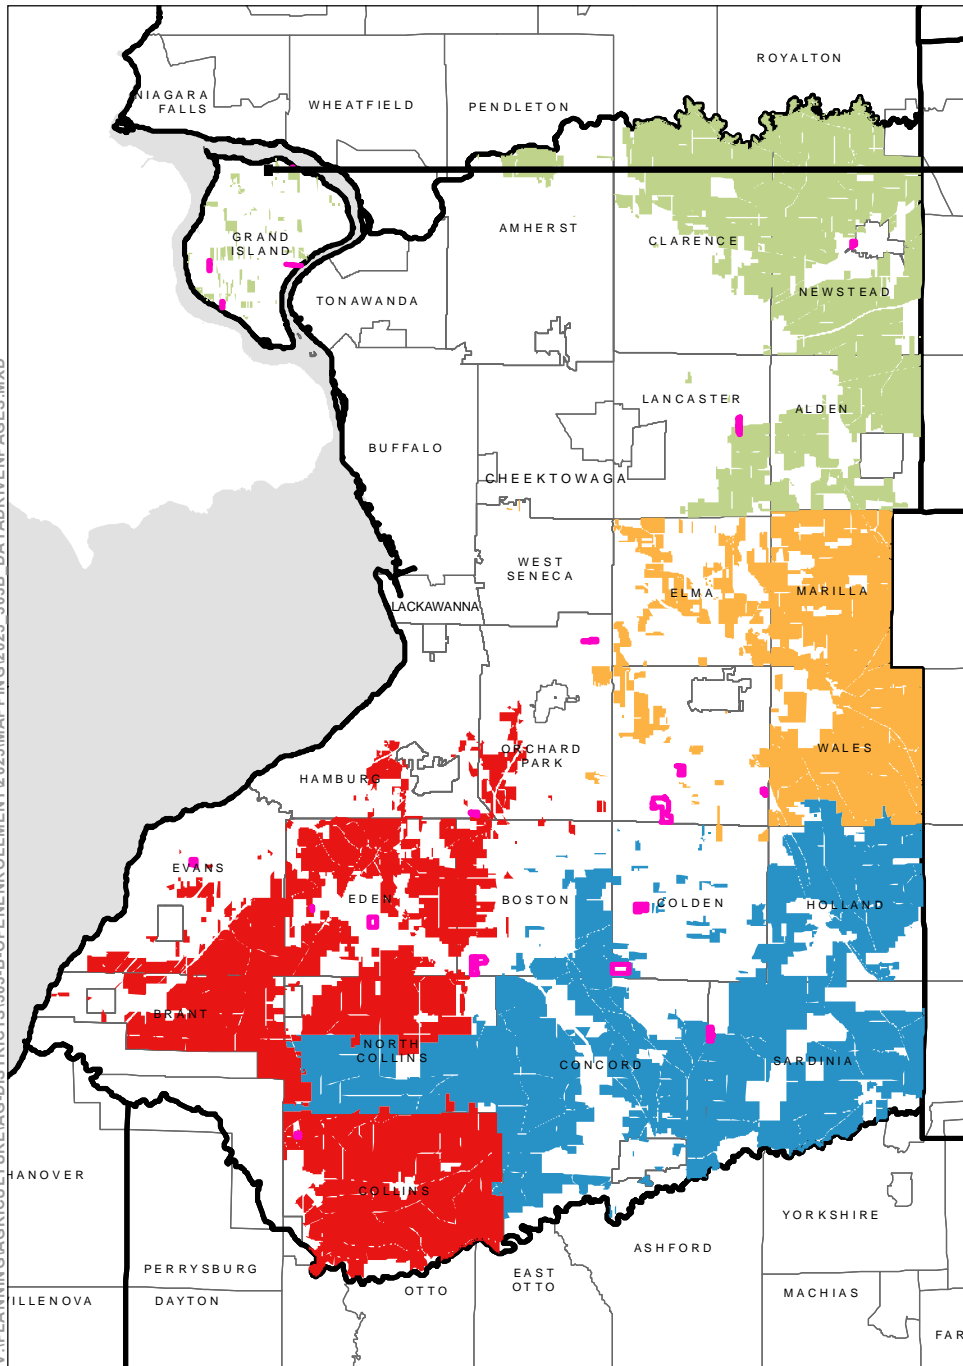 ROYALTON
NIAGARA
FALLS
WHEATFIELD
PENDLETON
GRAND
ISLAND
AMHERST
CLARENCE
NEWSTEAD
TONAWANDA
LANCASTER
ALDEN
BUFFALO
CHEEKTOWAGA
WEST
SENECA
ELMA
MARILLA
LACKAWANNA
ORCHARD
PARK
WALES
HAMBURG
EVANS
EDEN
BOSTON
COLDEN
HOLLAND
BRANT
NORTH
COLLINS
CONCORD
SARDINIA
HANOVER
COLLINS
YORKSHIRE
ASHFORD
PERRYSBURG
EAST
OTTO
OTTO
MACHIAS
ILLENOVA
DAYTON
FAR